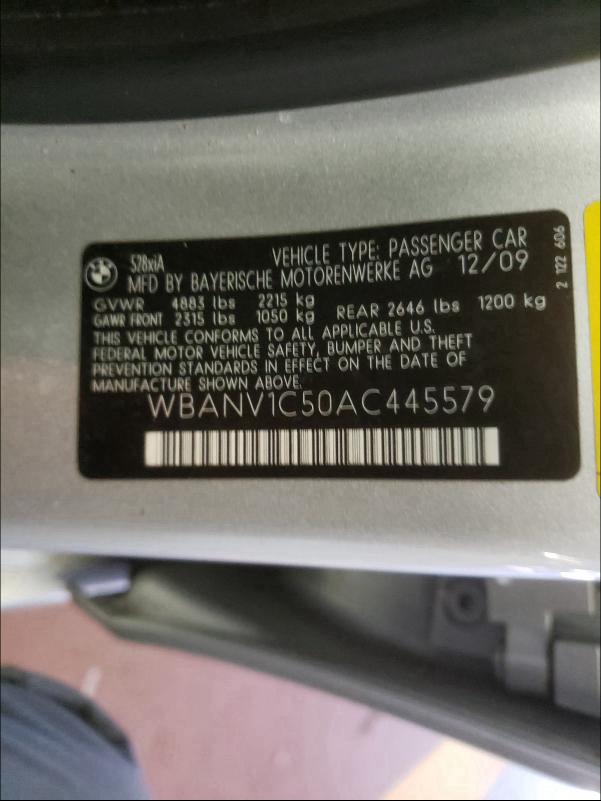 BMW
528xiA
VEHICLE TYPE: PASSENGER CAR
MFD BY BAYERISCHE MOTORENWERKE AG 12/09
GVWR 4883 lbs 2215 kg
GAWR FRONT 2315 lbs 1050 kg REAR 2646 lbs 1200 kg
THIS VEHICLE CONFORMS TO ALL APPLICABLE U.S.
FEDERAL MOTOR VEHICLE SAFETY, BUMPER AND THEFT
PREVENTION STANDARDS IN EFFECT ON THE DATE OF
MANUFACTURE SHOWN ABOVE.
WBANV1C50AC445579
2 122 606